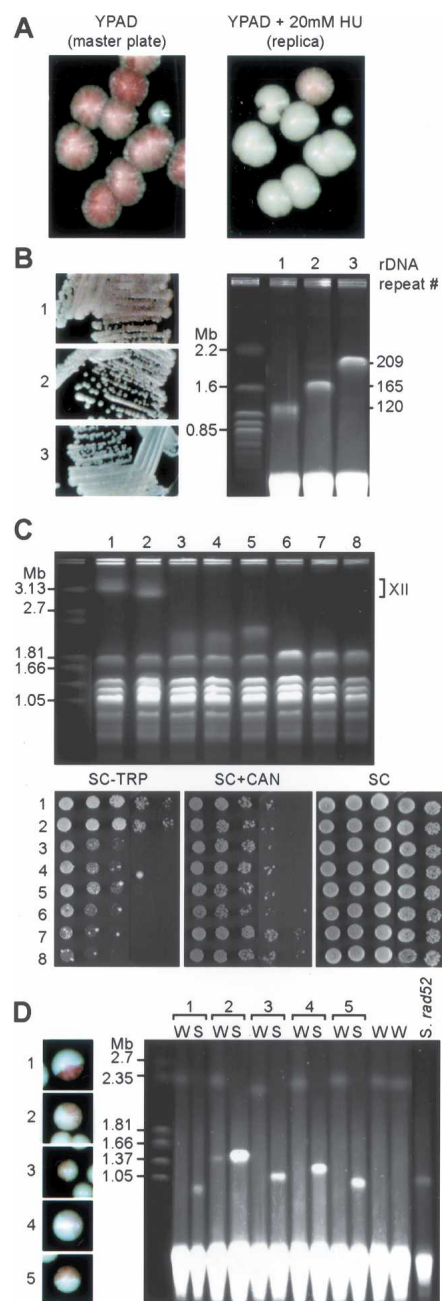 A
YPAD
(master plate)
YPAD + 20mM HU
(replica)
B
1
2
3
1 2 3
rDNA
repeat #
Mb
2.2
1.6
0.85
209
165
120
C
1 2 3 4 5 6 7 8
Mb
3.13
2.7
1.81
1.66
1.05
XII
SC-TRP
SC+CAN
SC
1
2
3
4
5
6
7
8
D
1
2
3
4
5
1 2 3 4 5
W S W S W S W S W S W W
S. rad52
Mb
2.7
2.35
1.81
1.66
1.37
1.05